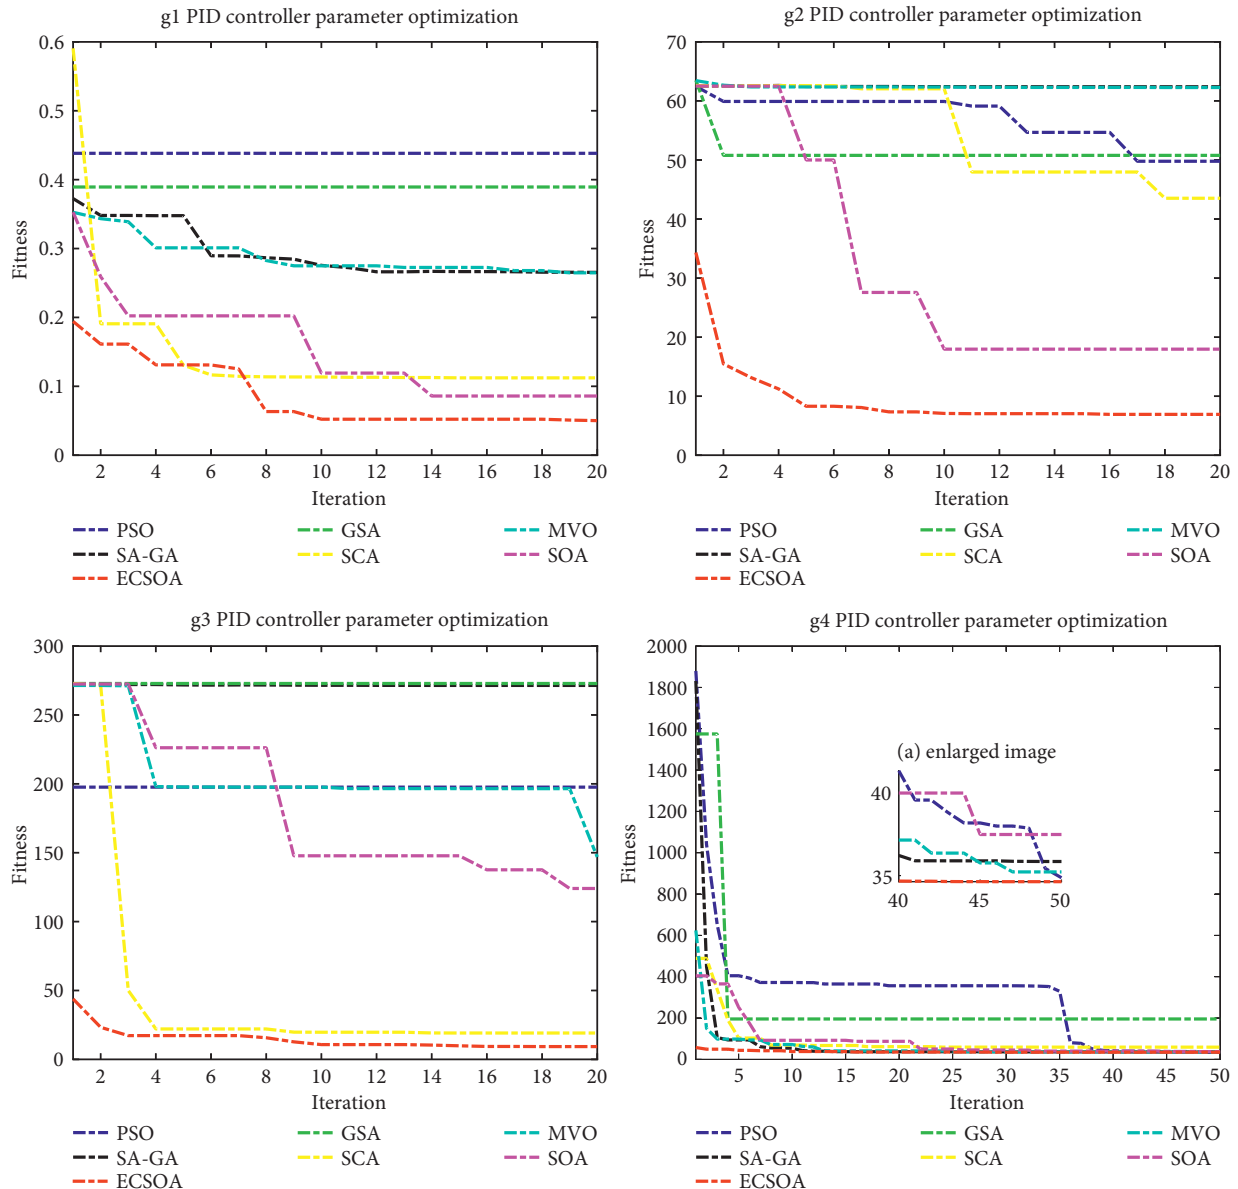 g1 PID controller parameter optimization
0.6
0.5
0.4
0.3
0.2
0.1
0
Fitness
2 4 6 8 10 12 14 16 18 20
Iteration
PSO GSA MVO
SA-GA SCA SOA
ECSOA
g2 PID controller parameter optimization
70
60
50
40
30
20
10
0
Fitness
2 4 6 8 10 12 14 16 18 20
Iteration
PSO GSA MVO
SA-GA SCA SOA
ECSOA
g3 PID controller parameter optimization
300
250
200
150
100
50
0
Fitness
2 4 6 8 10 12 14 16 18 20
Iteration
PSO GSA MVO
SA-GA SCA SOA
ECSOA
g4 PID controller parameter optimization
2000
1800
1600
1400
1200
1000
800
600
400
200
0
Fitness
(a) enlarged image
40
35
40 45 50
5 10 15 20 25 30 35 40 45 50
Iteration
PSO GSA MVO
SA-GA SCA SOA
ECSOA